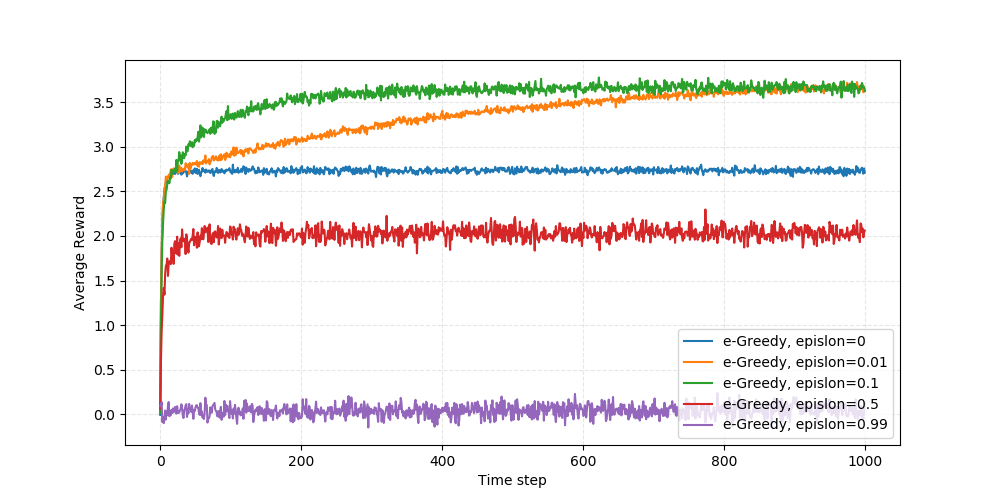 3.5
3.0
2.5
2.0
1.5
1.0
0.5
0.0
Average Reward
0
200
400
600
800
1000
Time step
e-Greedy, epislon=0
e-Greedy, epislon=0.01
e-Greedy, epislon=0.1
e-Greedy, epislon=0.5
e-Greedy, epislon=0.99